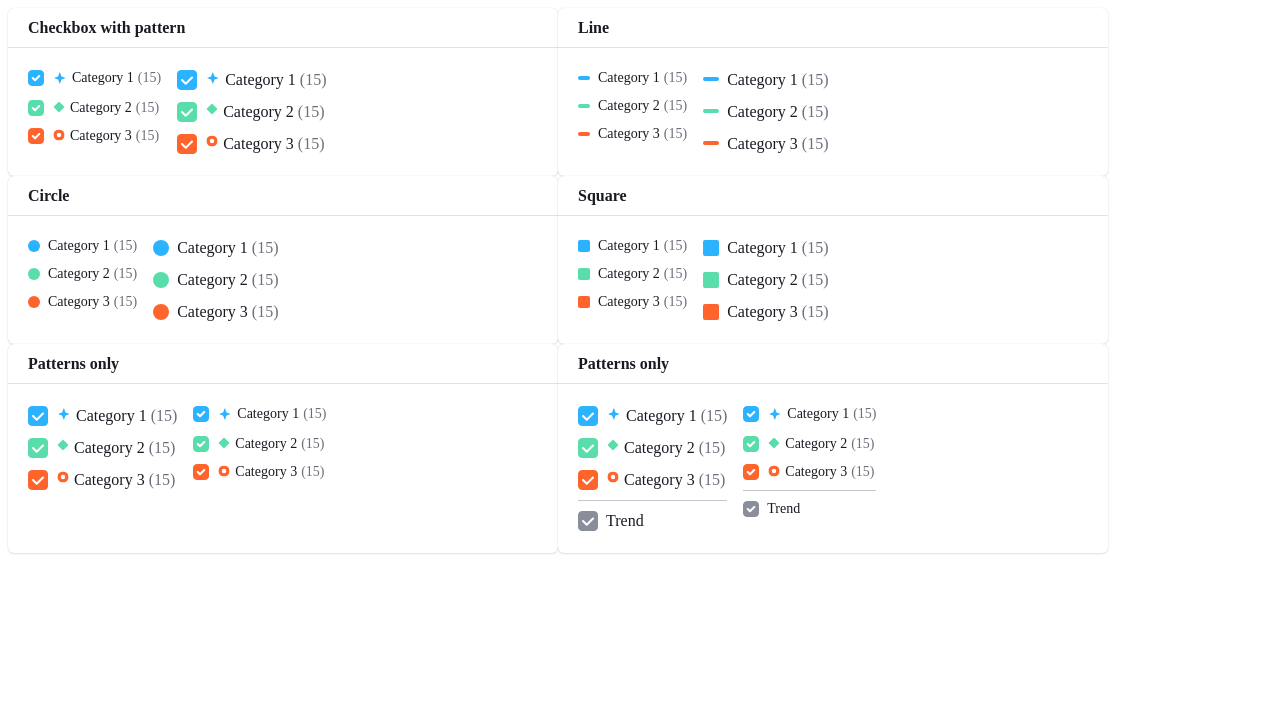 Checkbox with pattern
Category 1 (15)
Category 2 (15)
Category 3 (15)
Category 1 (15)
Category 2 (15)
Category 3 (15)
Line
Category 1 (15)
Category 2 (15)
Category 3 (15)
Category 1 (15)
Category 2 (15)
Category 3 (15)
Circle
Category 1 (15)
Category 2 (15)
Category 3 (15)
Category 1 (15)
Category 2 (15)
Category 3 (15)
Square
Category 1 (15)
Category 2 (15)
Category 3 (15)
Category 1 (15)
Category 2 (15)
Category 3 (15)
Patterns only
Category 1 (15)
Category 2 (15)
Category 3 (15)
Category 1 (15)
Category 2 (15)
Category 3 (15)
Patterns only
Category 1 (15)
Category 2 (15)
Category 3 (15)
Trend
Category 1 (15)
Category 2 (15)
Category 3 (15)
Trend